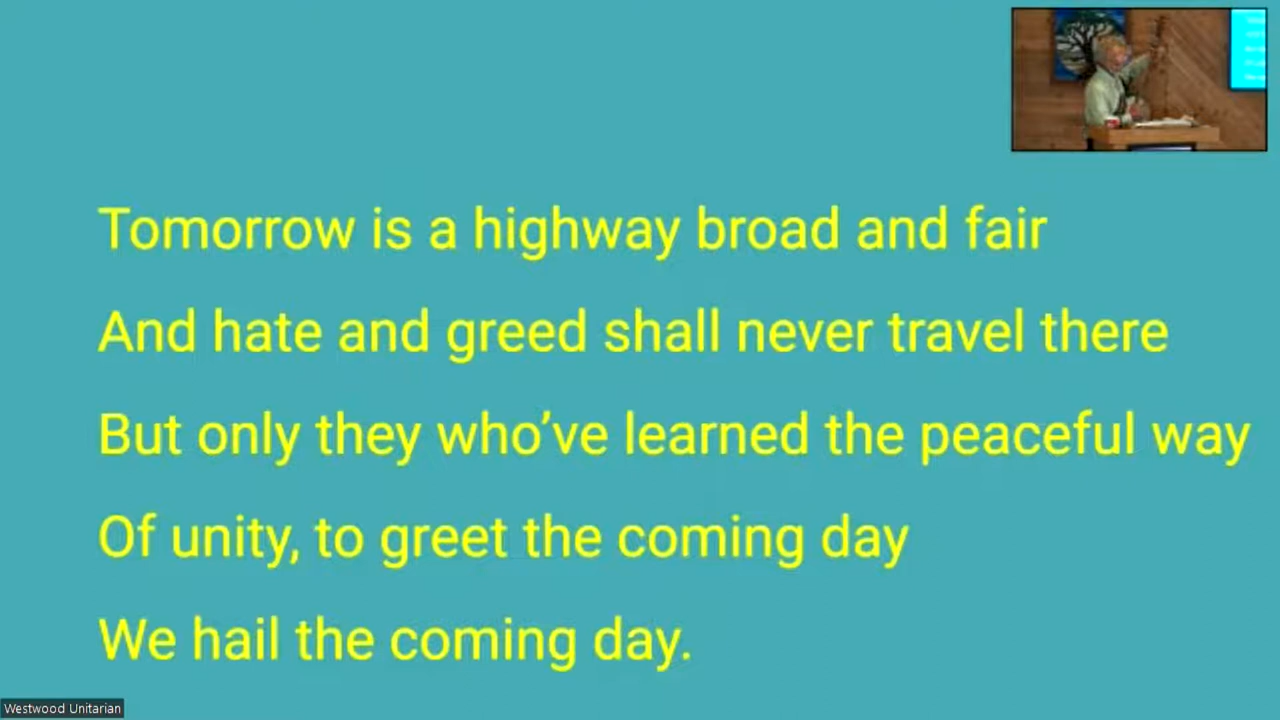 Tomorrow is a highway broad and fair
And hate and greed shall never travel there
But only they who’ve learned the peaceful way
Of unity, to greet the coming day
We hail the coming day.
Westwood Unitarian